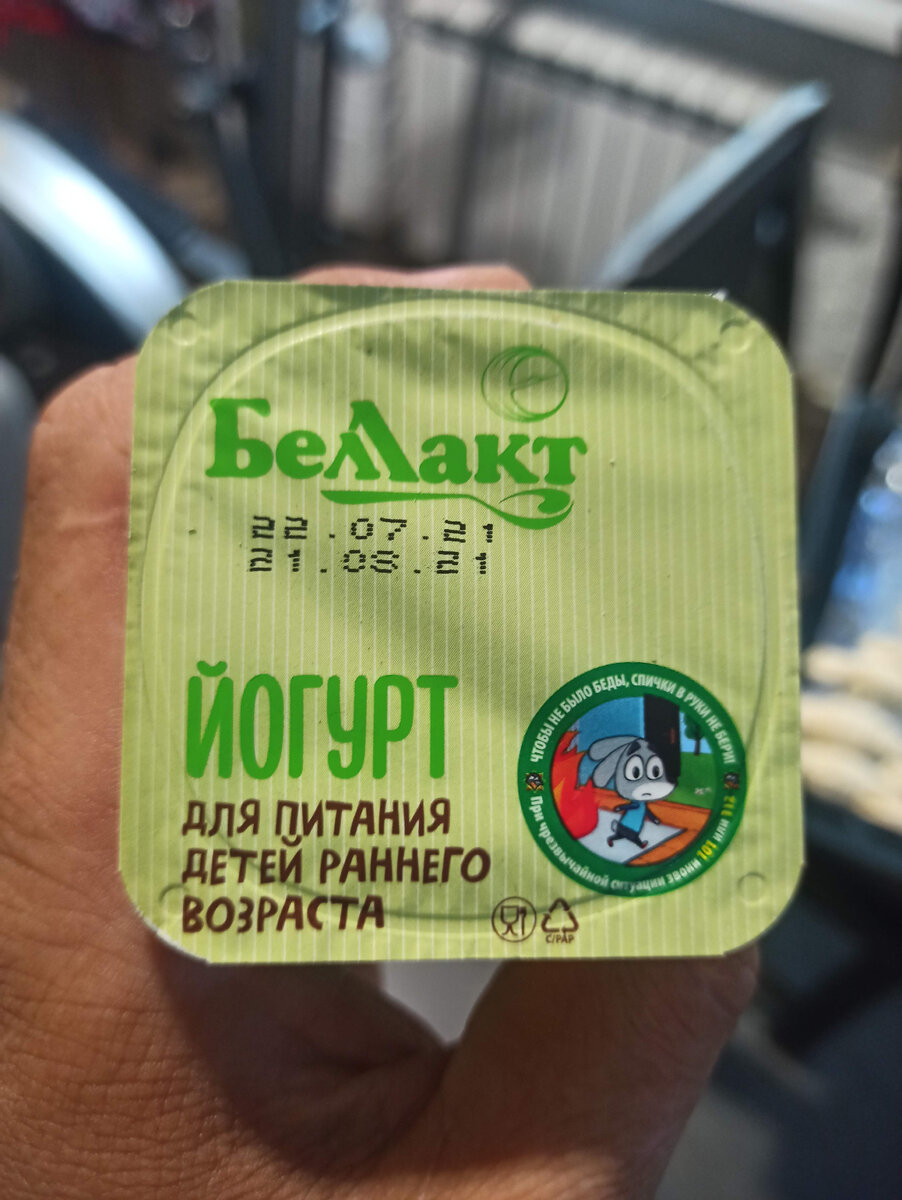 Беллакт
22.07.21
21.08.21
ЙОГУРТ
ДЛЯ ПИТАНИЯ
ДЕТЕЙ РАННЕГО
ВОЗРАСТА
ЧТОБЫ НЕ БЫЛО БЕДЫ, СПИЧКИ В РУКИ НЕ БЕРИ!
При чрезвычайной ситуации звони 101 или 112
C/PAP